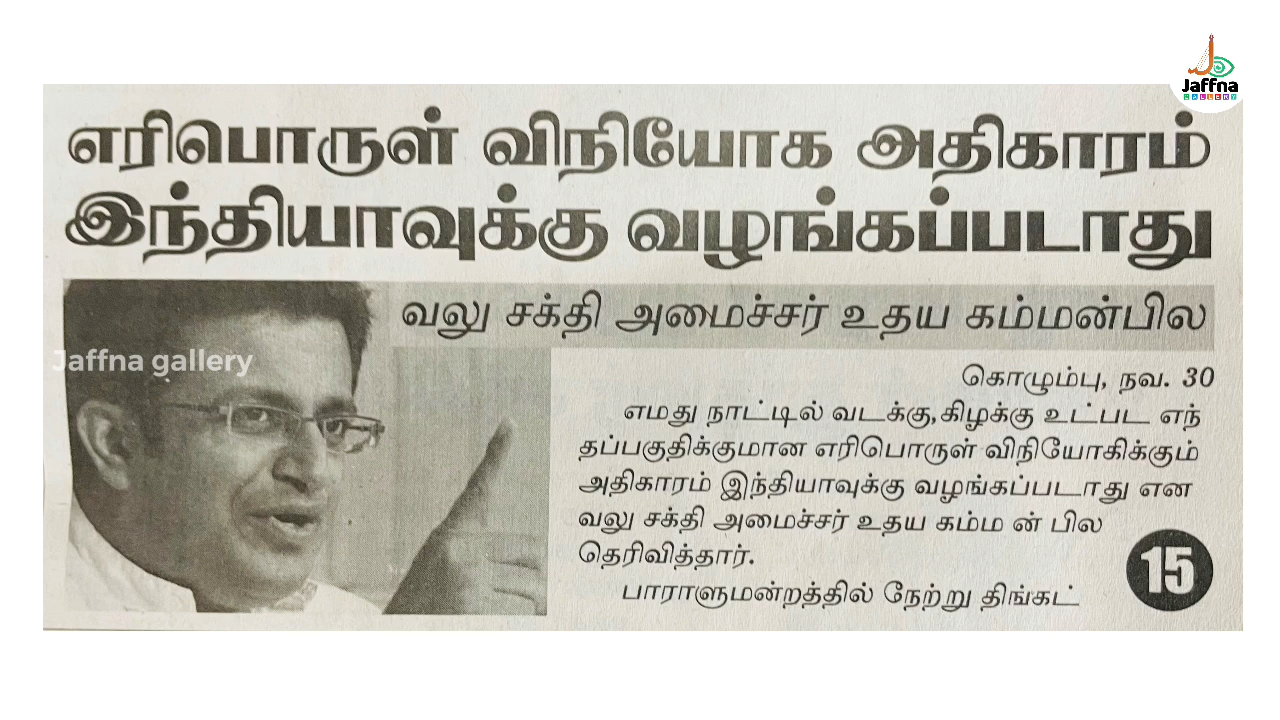 Jaffna
GALLERY
எரிபொருள் விநியோக அதிகாரம்
இந்தியாவுக்கு வழங்கப்படாது
வலு சக்தி அமைச்சர் உதய கம்மன்பில
Jaffna gallery
கொழும்பு, நவ. 30
எமது நாட்டில் வடக்கு,கிழக்கு உட்பட எந்
தப்பகுதிக்குமான எரிபொருள் விநியோகிக்கும்
அதிகாரம் இந்தியாவுக்கு வழங்கப்படாது என
வலு சக்தி அமைச்சர் உதய கம்ம ன் பில
தெரிவித்தார்.
பாராளுமன்றத்தில் நேற்று திங்கட்
15